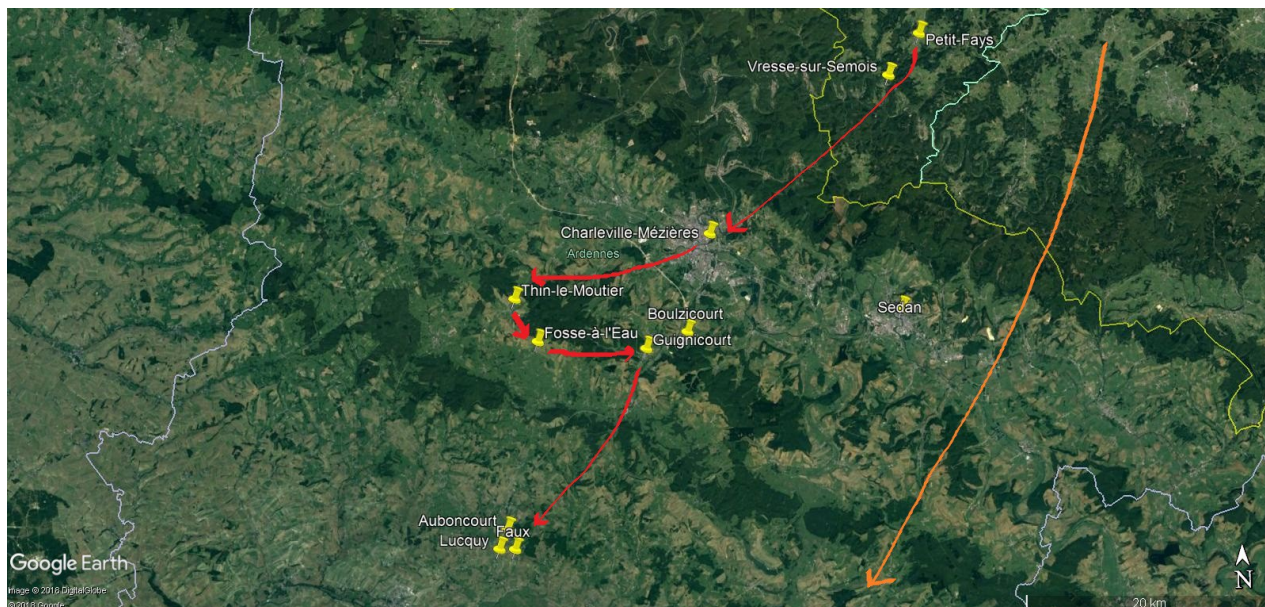 Petit-Fays
Vresse-sur-Semois
Charleville-Mézières
Ardennes
Thin-le-Moutier
Sedan
Boulzicourt
Fosse-à-l'Eau
Guignicourt
Auboncourt
Faux
Lucquy
Google Earth
N
Image © 2018 DigitalGlobe
©2018 Google
20 km